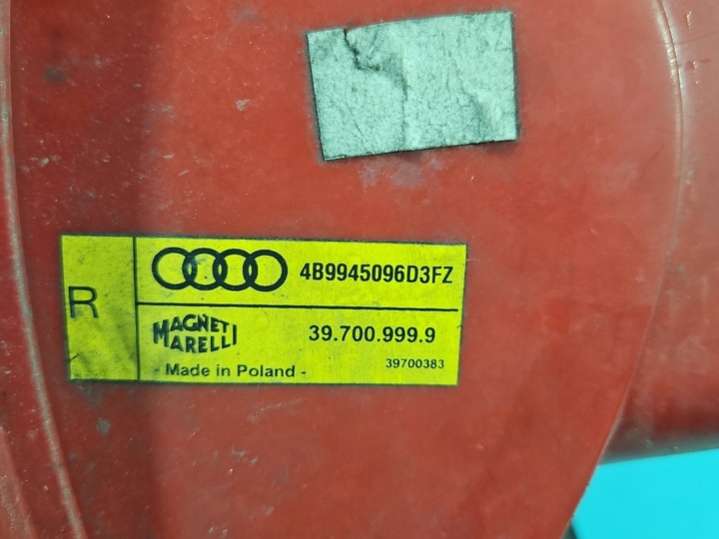 R
4B9945096D3FZ
MAGNETI
MARELLI
39.700.999.9
- Made in Poland -
39700383